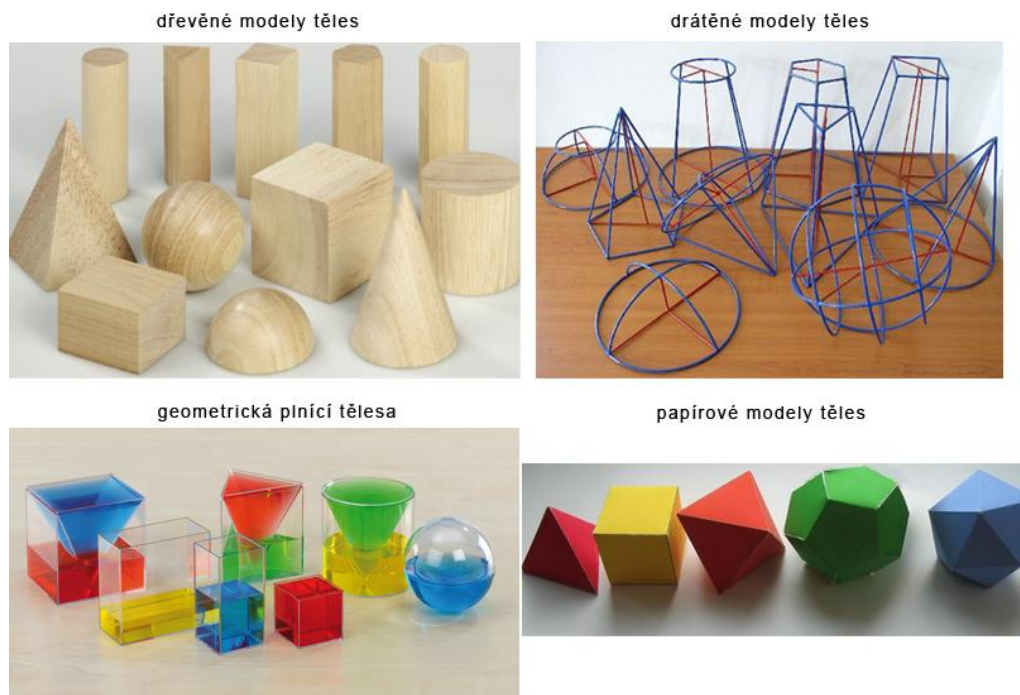 dřevěné modely těles
drátěné modely těles
geometrická plnící tělesa
papírové modely těles